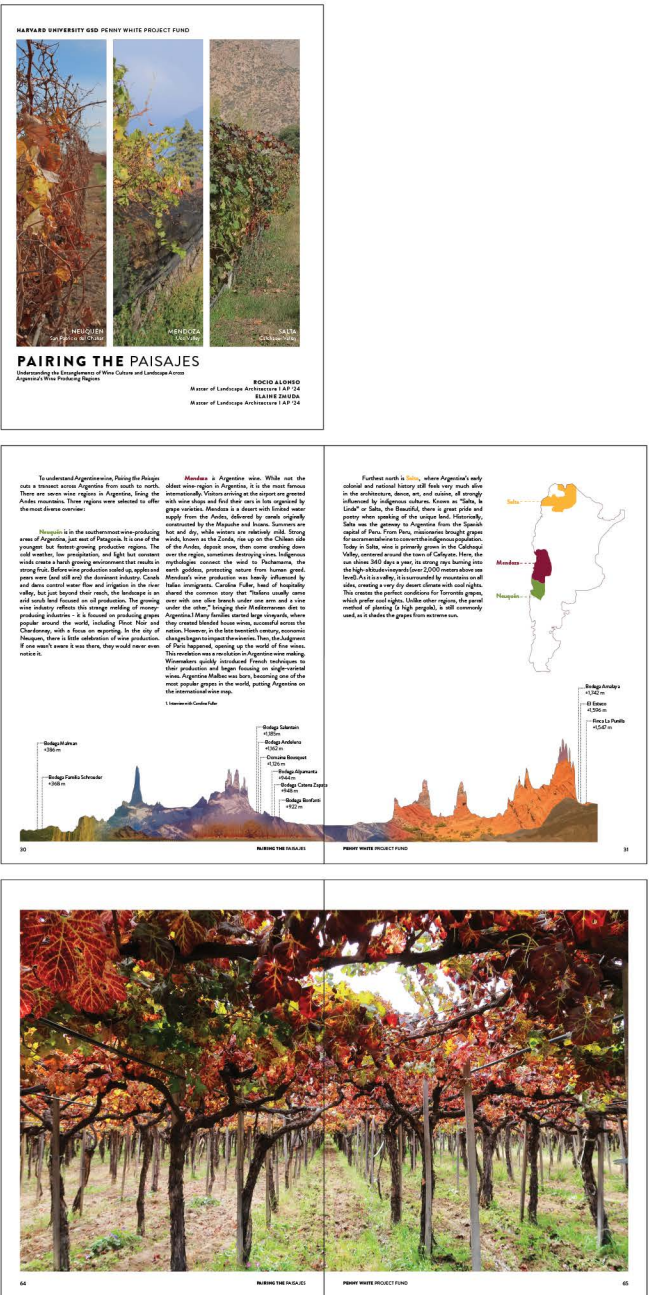 HARVARD UNIVERSITY GSD PENNY WHITE PROJECT FUND
NEUQUÉN
San Patricio del Chañar
MENDOZA
Uco Valley
SALTA
Calchaquí Valley
PAIRING THE PAISAJES
Understanding the Entanglements of Wine Culture and Landscape Across
Argentina's Wine Producing Regions
ROCIO ALONSO
Master of Landscape Architecture I AP '24
ELAINE ZMUDA
Master of Landscape Architecture I AP '24
To understand Argentine wine, Pairing the Paisajes
cuts a transect across Argentina from south to north.
There are seven wine regions in Argentina, lining the
Andes mountains. Three regions were selected to offer
the most diverse overview:
Neuquén is in the southernmost wine-producing
areas of Argentina, just east of Patagonia. It is one of the
youngest but fastest-growing productive regions. The
cold weather, low precipitation, and light but constant
winds create a harsh growing environment that results in
strong fruit. Before wine production scaled up, apples and
pears were (and still are) the dominant industry. Canals
and dams control water flow and irrigation in the river
valley, but just beyond their reach, the landscape is an
arid scrub land focused on oil production. The growing
wine industry reflects this strange melding of money-
producing industries – it is focused on producing grapes
popular around the world, including Pinot Noir and
Chardonnay, with a focus on exporting. In the city of
Neuquen, there is little celebration of wine production.
If one wasn't aware it was there, they would never even
notice it.
Mendoza is Argentine wine. While not the
oldest wine-region in Argentina, it is the most famous
internationally. Visitors arriving at the airport are greeted
with wine shops and find their cars in lots organized by
grape varieties. Mendoza is a desert with limited water
supply from the Andes, delivered by canals originally
constructed by the Mapuche and Incans. Summers are
hot and dry, while winters are relatively mild. Strong
winds, known as the Zonda, rise up on the Chilean side
of the Andes, deposit snow, then come crashing down
over the region, sometimes destroying vines. Indigenous
mythologies connect the wind to Pachamama, the
earth goddess, protecting nature from human greed.
Mendoza's wine production was heavily influenced by
Italian immigrants. Carolina Fuller, head of hospitality
shared the common story that "Italians usually came
over with one olive branch under one arm and a vine
under the other," bringing their Mediterranean diet to
Argentina.1 Many families started large vineyards, where
they created blended house wines, successful across the
nation. However, in the late twentieth century, economic
changes began to impact the wineries. Then, the Judgment
of Paris happened, opening up the world of fine wines.
This revelation was a revolution in Argentine wine making.
Winemakers quickly introduced French techniques to
their production and began focusing on single-varietal
wines. Argentine Malbec was born, becoming one of the
most popular grapes in the world, putting Argentina on
the international wine map.
1. Interview with Carolina Fuller
Furthest north is Salta, where Argentina's early
colonial and national history still feels very much alive
in the architecture, dance, art, and cuisine, all strongly
influenced by indigenous cultures. Known as "Salta, la
Linda" or Salta, the Beautiful, there is great pride and
poetry when speaking of the unique land. Historically,
Salta was the gateway to Argentina from the Spanish
capital of Peru. From Peru, missionaries brought grapes
for sacramental wine to convert the indigenous population.
Today in Salta, wine is primarily grown in the Calchaquí
Valley, centered around the town of Cafayate. Here, the
sun shines 340 days a year, its strong rays burning into
the high-altitude vineyards (over 2,000 meters above sea
level). As it is a valley, it is surrounded by mountains on all
sides, creating a very dry desert climate with cool nights.
This creates the perfect conditions for Torrontés grapes,
which prefer cool nights. Unlike other regions, the parral
method of planting (a high pergola), is still commonly
used, as it shades the grapes from extreme sun.
Salta
Mendoza
Neuquén
Bodega Malman
+386 m
Bodega Familia Schroeder
+368 m
Bodega Salentein
+1,185m
Bodega Andeluna
+1,162 m
Domaine Bousquet
+1,126 m
Bodega Alpamanta
+944 m
Bodega Catena Zapata
+948 m
Bodega Benfanti
+922 m
Bodega Amalaya
+1,742 m
El Esteco
+1,596 m
Finca La Punilla
+1,547 m
30
PAIRING THE PAISAJES
PENNY WHITE PROJECT FUND
31
64
PAIRING THE PAISAJES
PENNY WHITE PROJECT FUND
65